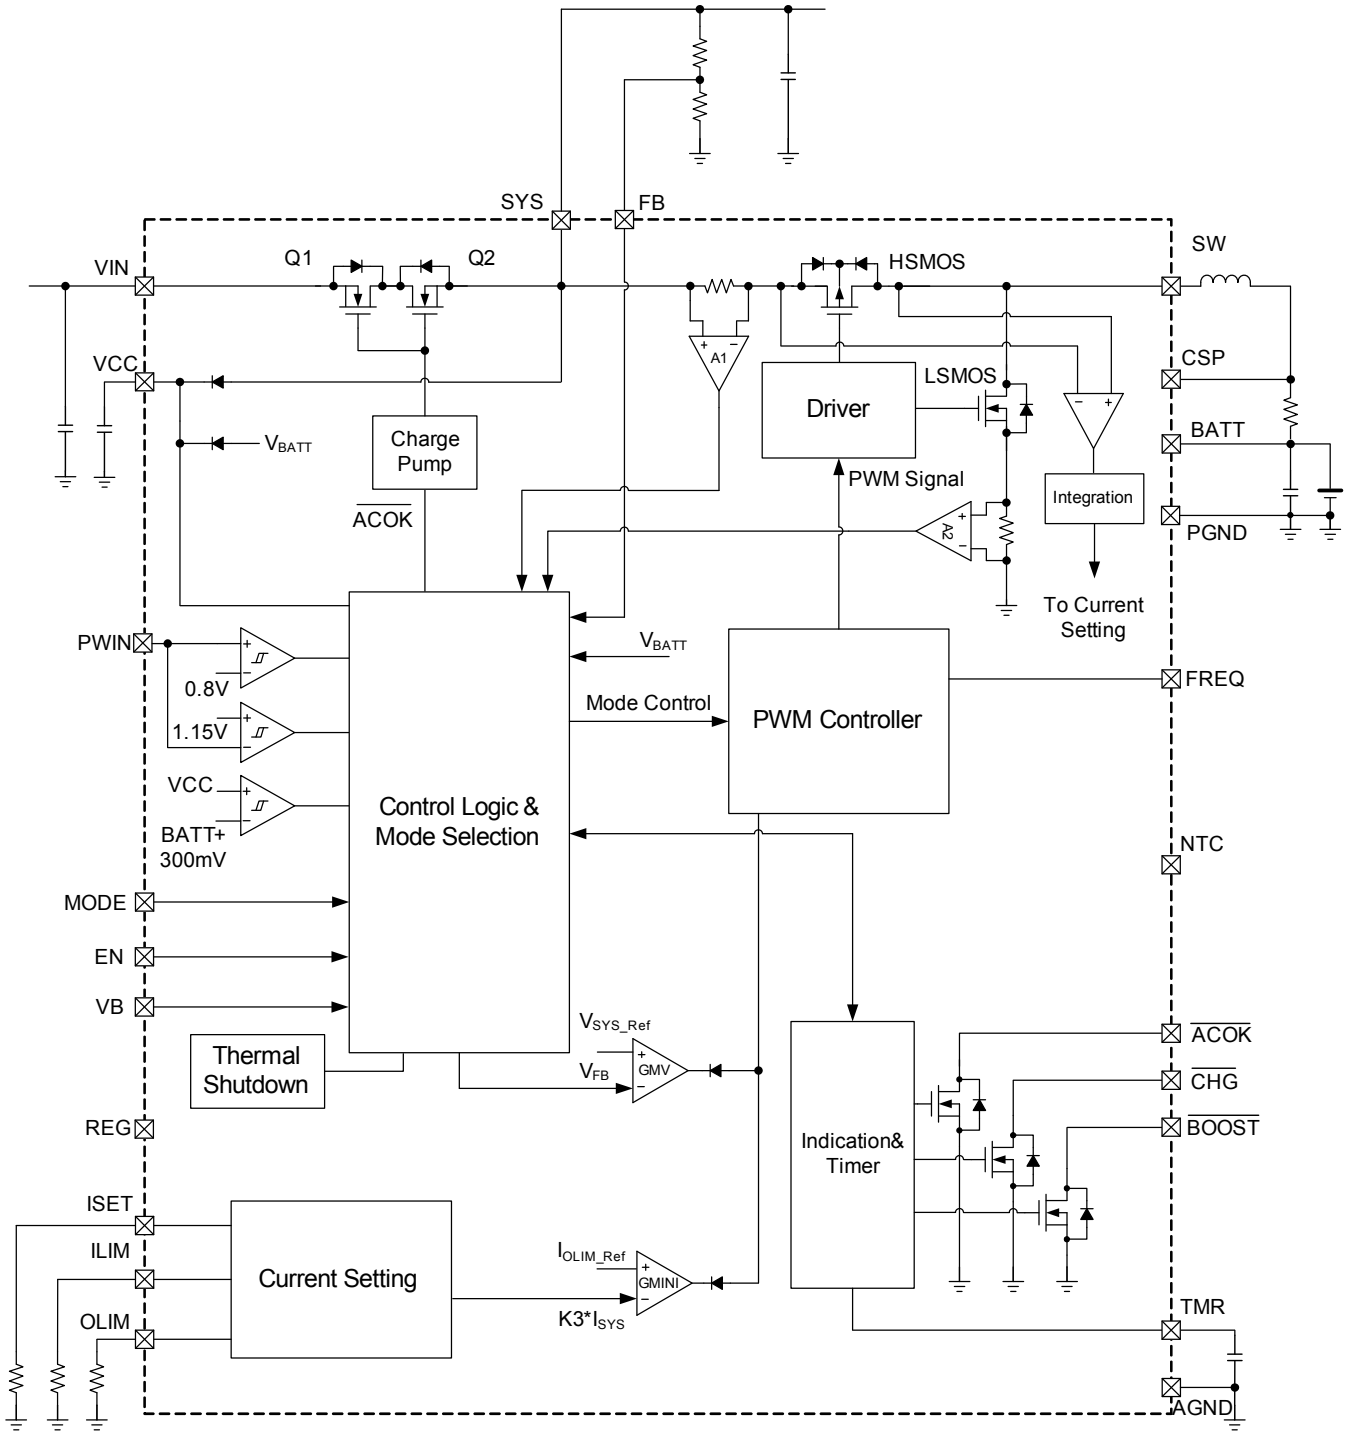 SYS
FB
SW
VIN
Q1
Q2
HSMOS
VCC
A1
CSP
LSMOS
Driver
BATT
VBATT
Charge
Pump
PWM Signal
Integration
ACOK
A2
PGND
To Current
Setting
PWIN
+
−
0.8V
VBATT
FREQ
Mode Control
PWM Controller
+
1.15V
−
VCC
+
−
BATT+
300mV
Control Logic &
Mode Selection
NTC
MODE
EN
VB
VSYS_Ref
+
GMV
VFB
−
Thermal
Shutdown
ACOK
CHG
REG
BOOST
Indication&
Timer
ISET
ILIM
OLIM
Current Setting
IOLIM_Ref
+
GMINI
−
K3*ISYS
TMR
AGND